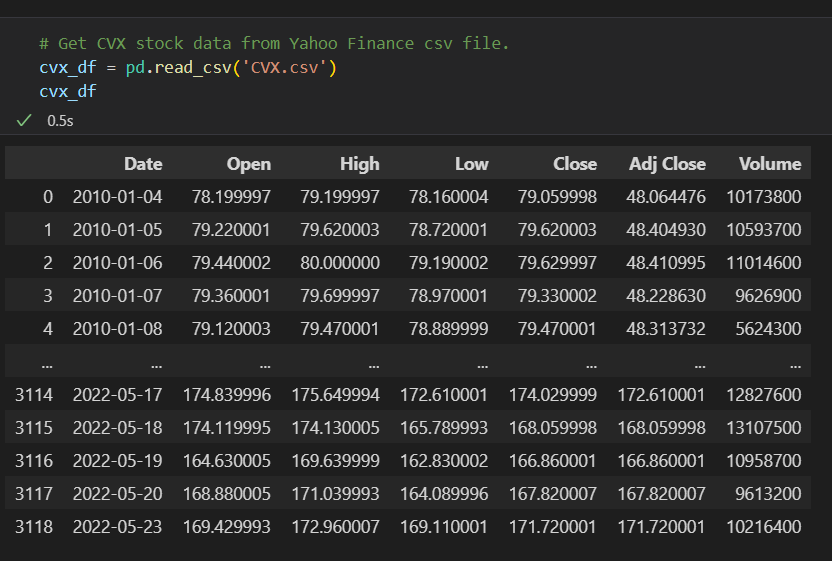 # Get CVX stock data from Yahoo Finance csv file.
cvx_df = pd.read_csv('CVX.csv')
cvx_df
0.5s
Date Open High Low Close Adj Close Volume
0 2010-01-04 78.199997 79.199997 78.160004 79.059998 48.064476 10173800
1 2010-01-05 79.220001 79.620003 78.720001 79.620003 48.404930 10593700
2 2010-01-06 79.440002 80.000000 79.190002 79.629997 48.410995 11014600
3 2010-01-07 79.360001 79.699997 78.970001 79.330002 48.228630 9626900
4 2010-01-08 79.120003 79.470001 78.889999 79.470001 48.313732 5624300
... ... ... ... ... ... ... ...
3114 2022-05-17 174.839996 175.649994 172.610001 174.029999 172.610001 12827600
3115 2022-05-18 174.119995 174.130005 165.789993 168.059998 168.059998 13107500
3116 2022-05-19 164.630005 169.639999 162.830002 166.860001 166.860001 10958700
3117 2022-05-20 168.880005 171.039993 164.089996 167.820007 167.820007 9613200
3118 2022-05-23 169.429993 172.960007 169.110001 171.720001 171.720001 10216400